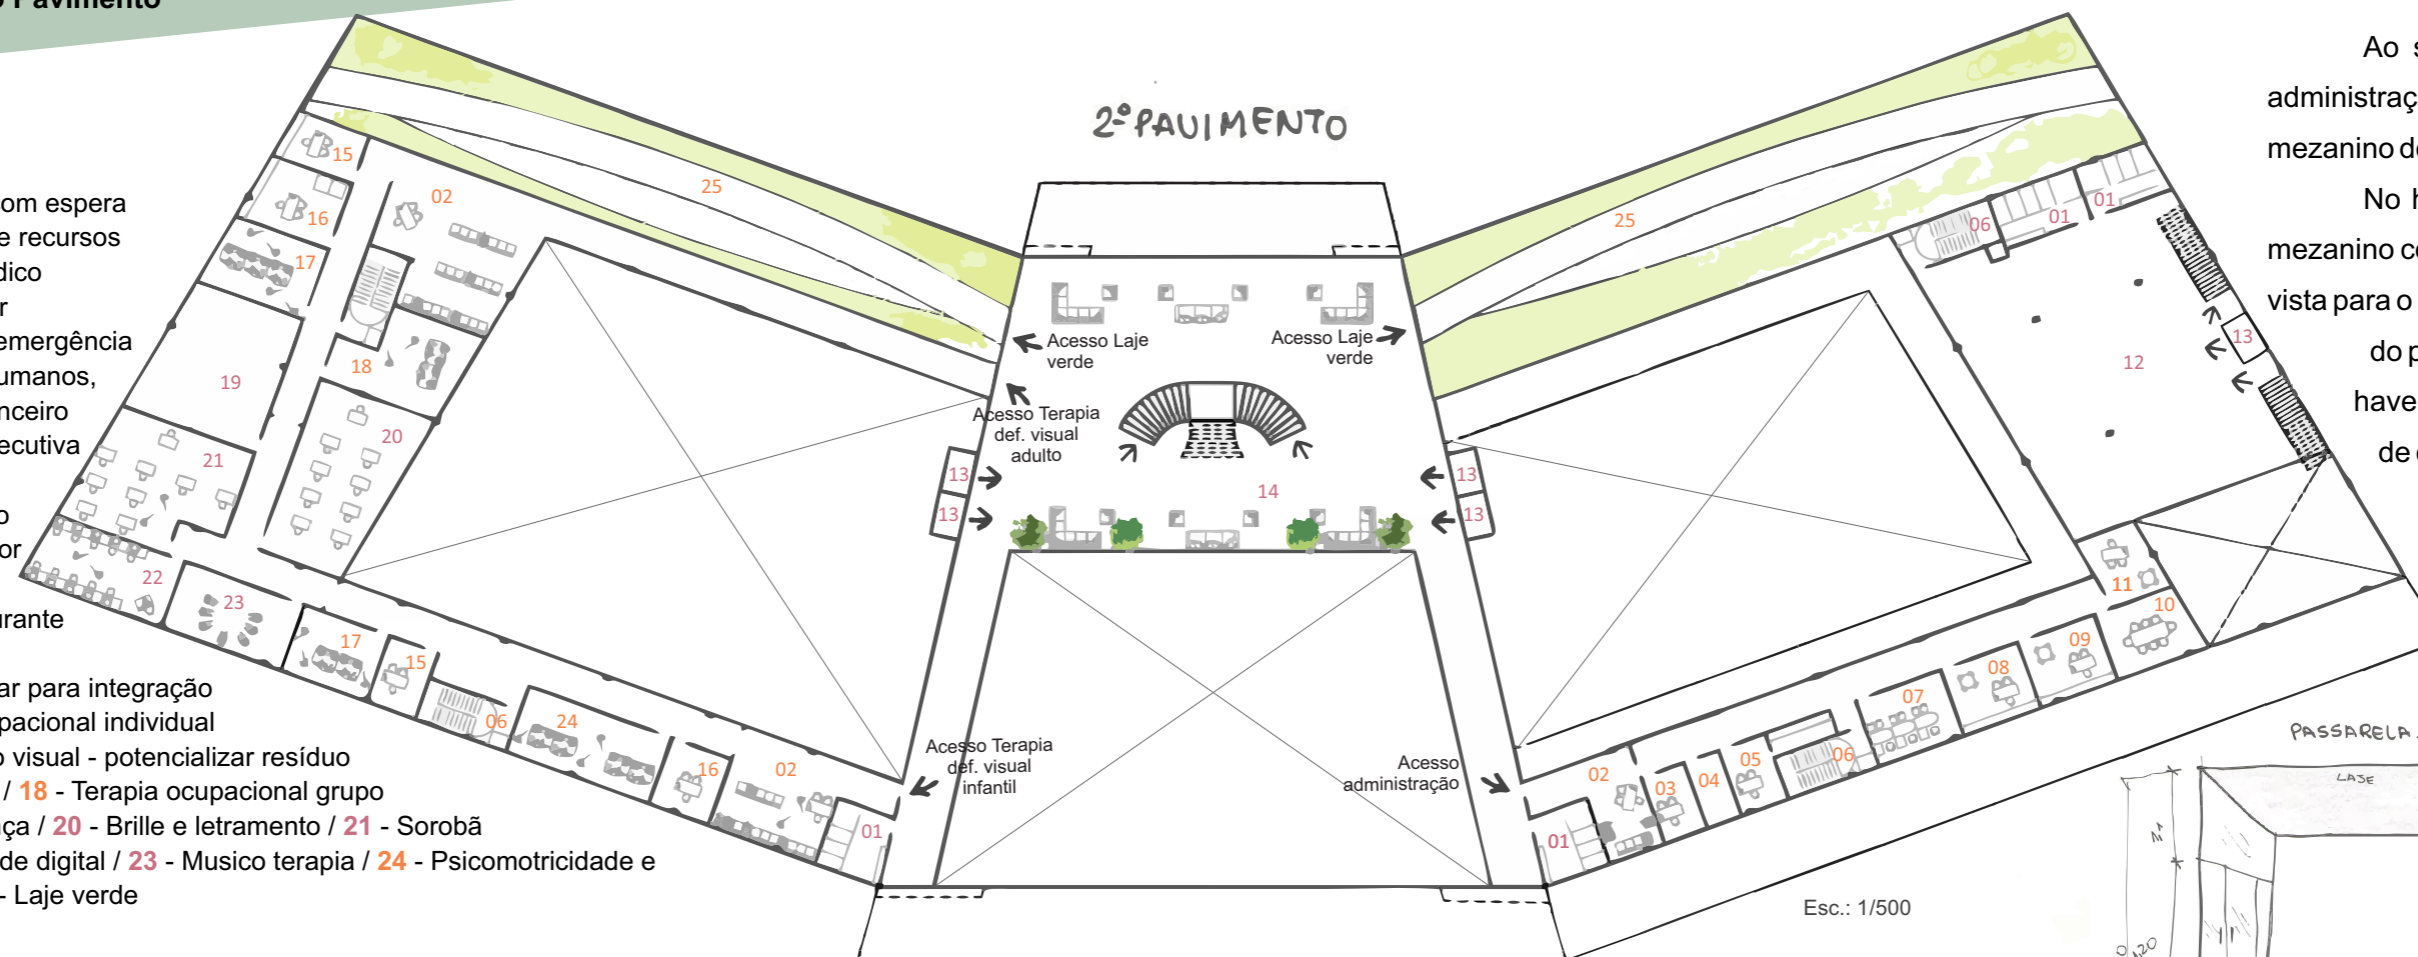 Pavimento
om espera
e recursos
dico
r
emergência
umanos,
nceiro
ecutiva
o
or
urante
ar para integração
pacional individual
o visual - potencializar resíduo
/ 18 - Terapia ocupacional grupo
nça / 20 - Brille e letramento / 21 - Sorobã
de digital / 23 - Musico terapia / 24 - Psicomotricidade e
- Laje verde
2º PAVIMENTO
15
16
02
17
18
19
20
21
22
23
17
15
06
24
16
02
01
25
Acesso Laje
verde
Acesso Laje
verde
Acesso Terapia
def. visual
adulto
13
13
14
13
13
Acesso Terapia
def. visual
infantil
Acesso
administração
25
06
01
01
12
13
11
10
09
08
07
06
05
04
03
02
01
Esc.: 1/500
Ao s
administraç
mezanino de
No h
mezanino co
vista para o
do p
have
de
PASSARELA
LAJE